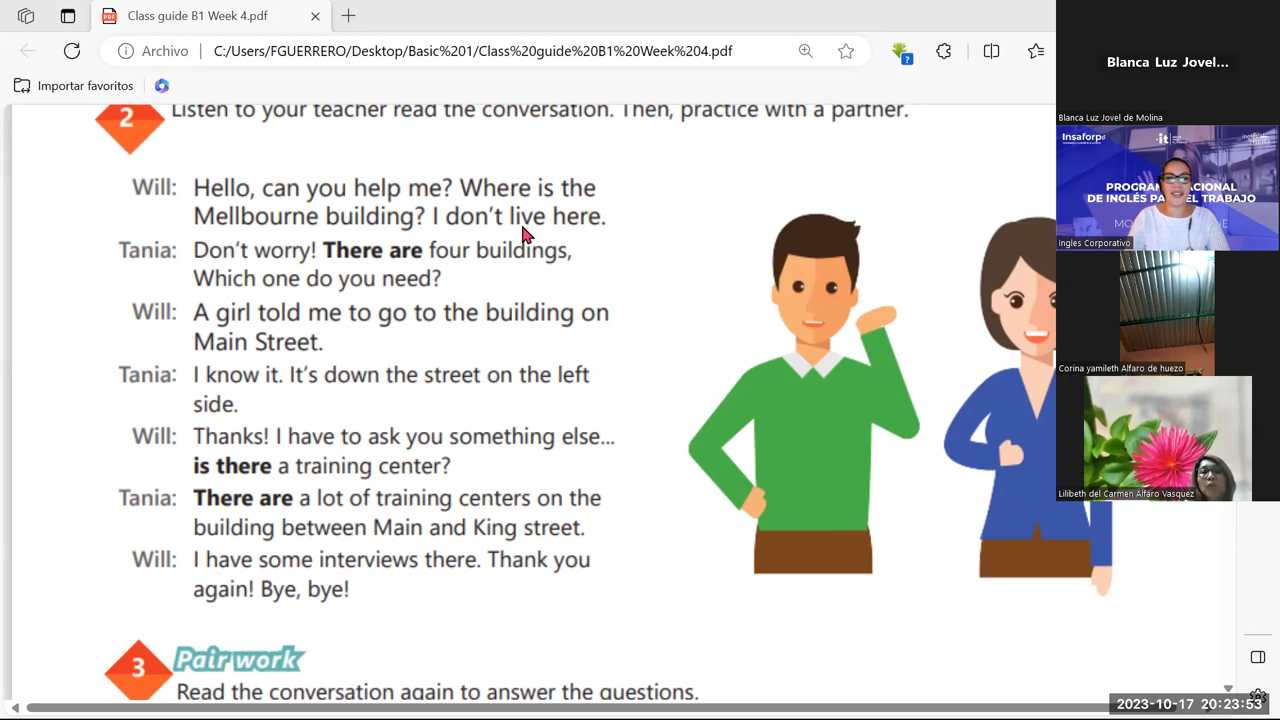 Class guide B1 Week 4.pdf
Archivo
C:/Users/FGUERRERO/Desktop/Basic%201/Class%20guide%20B1%20Week%204.pdf
Importar favoritos
2
Listen to your teacher read the conversation. Then, practice with a partner.
Will: Hello, can you help me? Where is the
Mellbourne building? I don't live here.
Tania: Don't worry! There are four buildings,
Which one do you need?
Will: A girl told me to go to the building on
Main Street.
Tania: I know it. It's down the street on the left
side.
Will: Thanks! I have to ask you something else...
is there a training center?
Tania: There are a lot of training centers on the
building between Main and King street.
Will: I have some interviews there. Thank you
again! Bye, bye!
3
Pair work
Read the conversation again to answer the questions.
Blanca Luz Jovel...
Blanca Luz Jovel de Molina
Insaforp
Ingles Corporativo
Corina yamileth Alfaro de huezo
Lilibeth del Carmen Alfaro Vasquez
2023-10-17 20:23:53